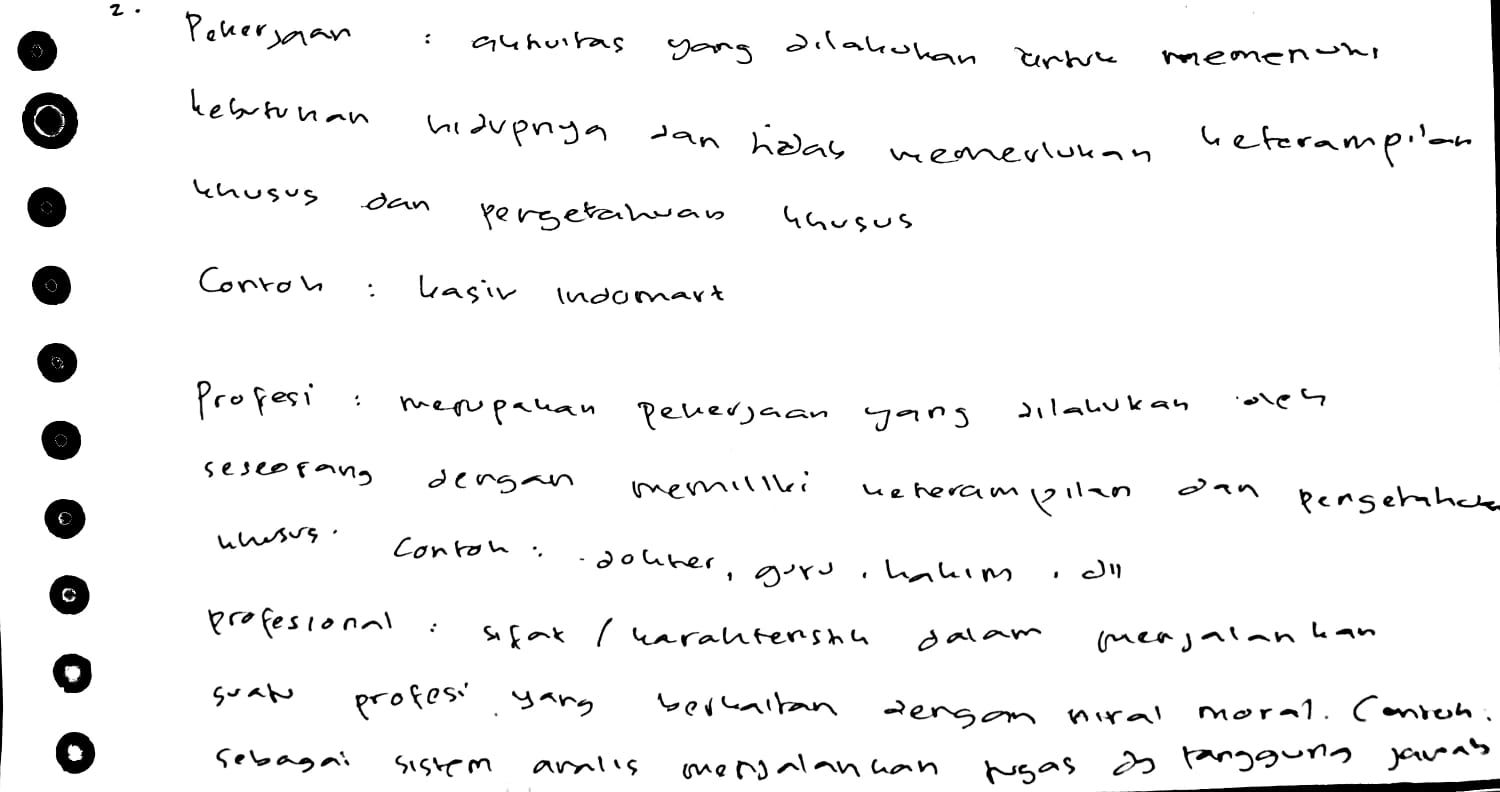 2.
Pekerjaan : aktivitas yang dilakukan untuk memenuhi
kebutuhan hidupnya dan tidak memerlukan keterampilan
khusus dan pengetahuan khusus
Contoh : kasir Indomart
Profesi : merupakan pekerjaan yang dilakukan oleh
seseorang dengan memiliki keterampilan dan pengetahuan
khusus. Contoh : dokter, guru, hakim, dll
profesional : sifat / karakteristik dalam menjalankan
suatu profesi yang berkaitan dengan nilai moral. Contoh:
Sebagai sistem analis menjalankan tugas dg tanggung jawab